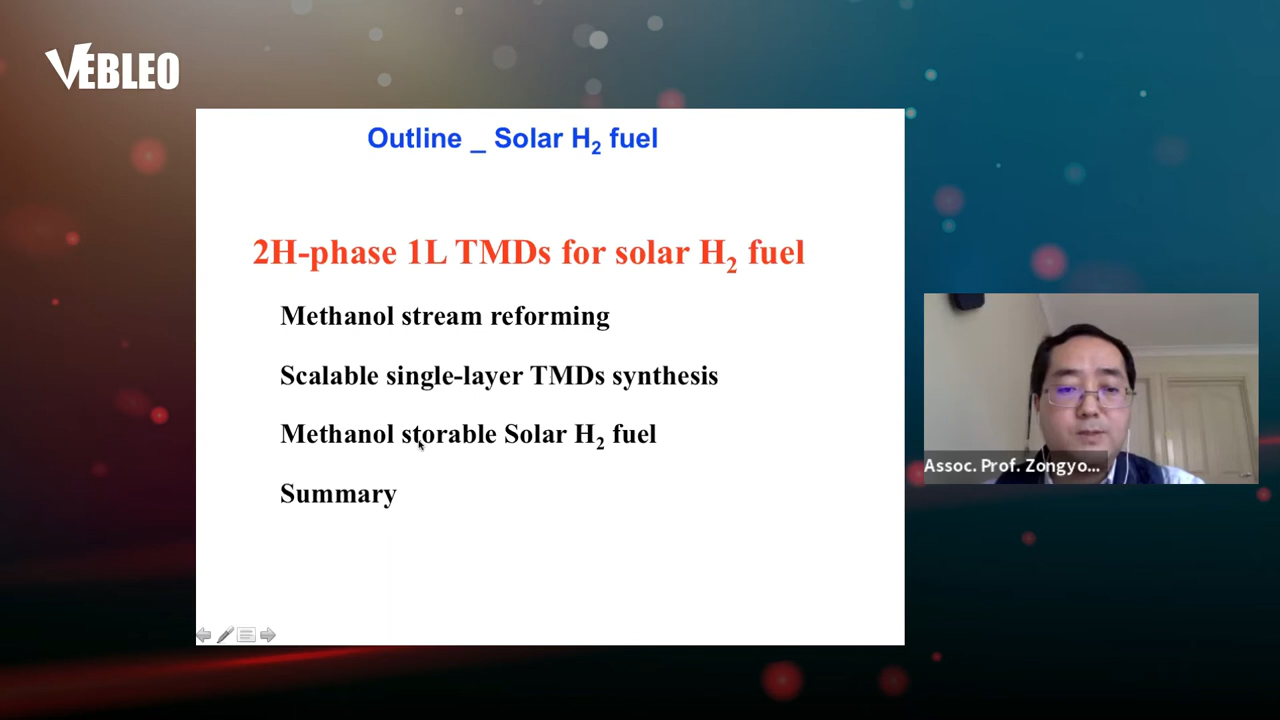 VEBLEO
Outline _ Solar H₂ fuel
2H-phase 1L TMDs for solar H₂ fuel
Methanol stream reforming
Scalable single-layer TMDs synthesis
Methanol storable Solar H₂ fuel
Summary
Assoc. Prof. Zongyo...